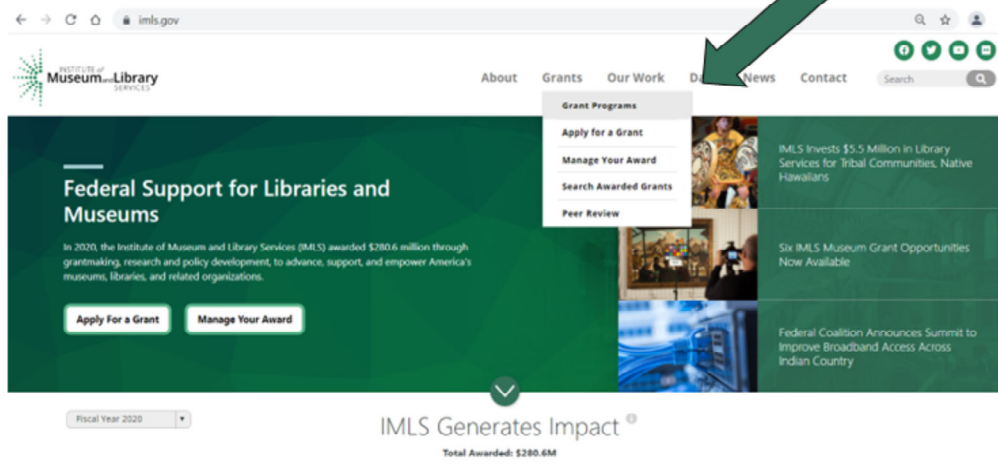 imls.gov
INSTITUTE of
Museum and Library
SERVICES
About Grants Our Work News Contact Search
Grant Programs
Apply for a Grant
Manage Your Award
Search Awarded Grants
Peer Review
Federal Support for Libraries and
Museums
In 2020, the Institute of Museum and Library Services (IMLS) awarded $280.6 million through
grantmaking, research and policy development, to advance, support, and empower America's
museums, libraries, and related organizations.
Apply For a Grant Manage Your Award
IMLS Invests $5.5 Million in Library
Services for Tribal Communities, Native
Hawaiians
Six IMLS Museum Grant Opportunities
Now Available
Federal Coalition Announces Summit to
Improve Broadband Access Across
Indian Country
Fiscal Year 2020
IMLS Generates Impact
Total Awarded: $280.6M